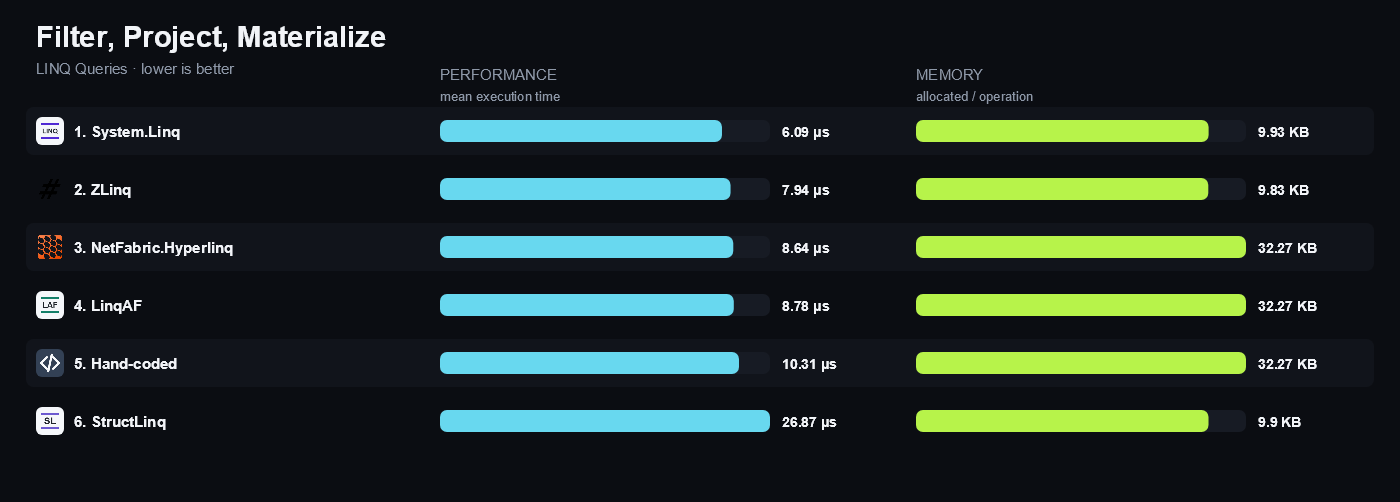 Filter, Project, Materialize
LINQ Queries · lower is better
PERFORMANCE
mean execution time
MEMORY
allocated / operation
LINQ
1. System.Linq
6.09 µs
9.93 KB
#
2. ZLinq
7.94 µs
9.83 KB
3. NetFabric.Hyperlinq
8.64 µs
32.27 KB
LAF
4. LinqAF
8.78 µs
32.27 KB
</>
5. Hand-coded
10.31 µs
32.27 KB
SL
6. StructLinq
26.87 µs
9.9 KB